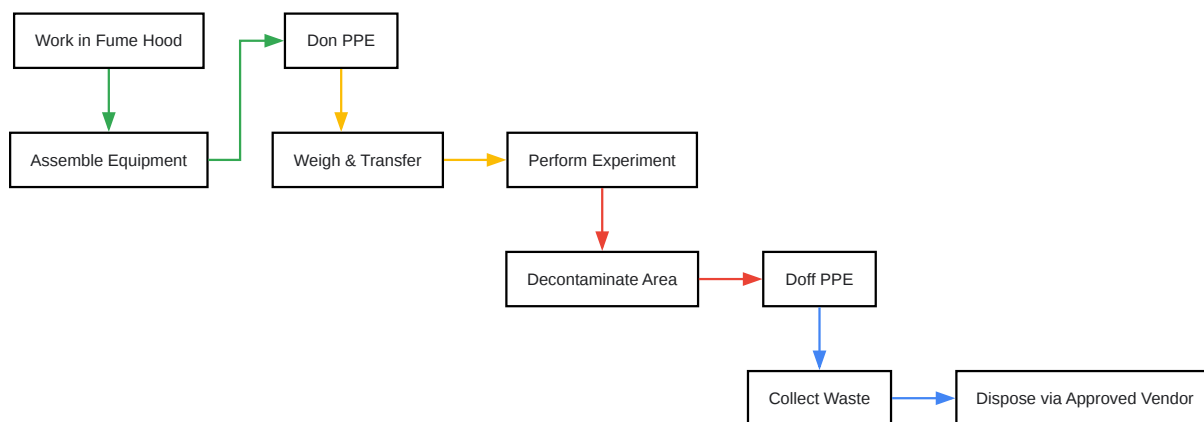 Work in Fume Hood
Don PPE
Assemble Equipment
Weigh & Transfer
Perform Experiment
Decontaminate Area
Doff PPE
Collect Waste
Dispose via Approved Vendor